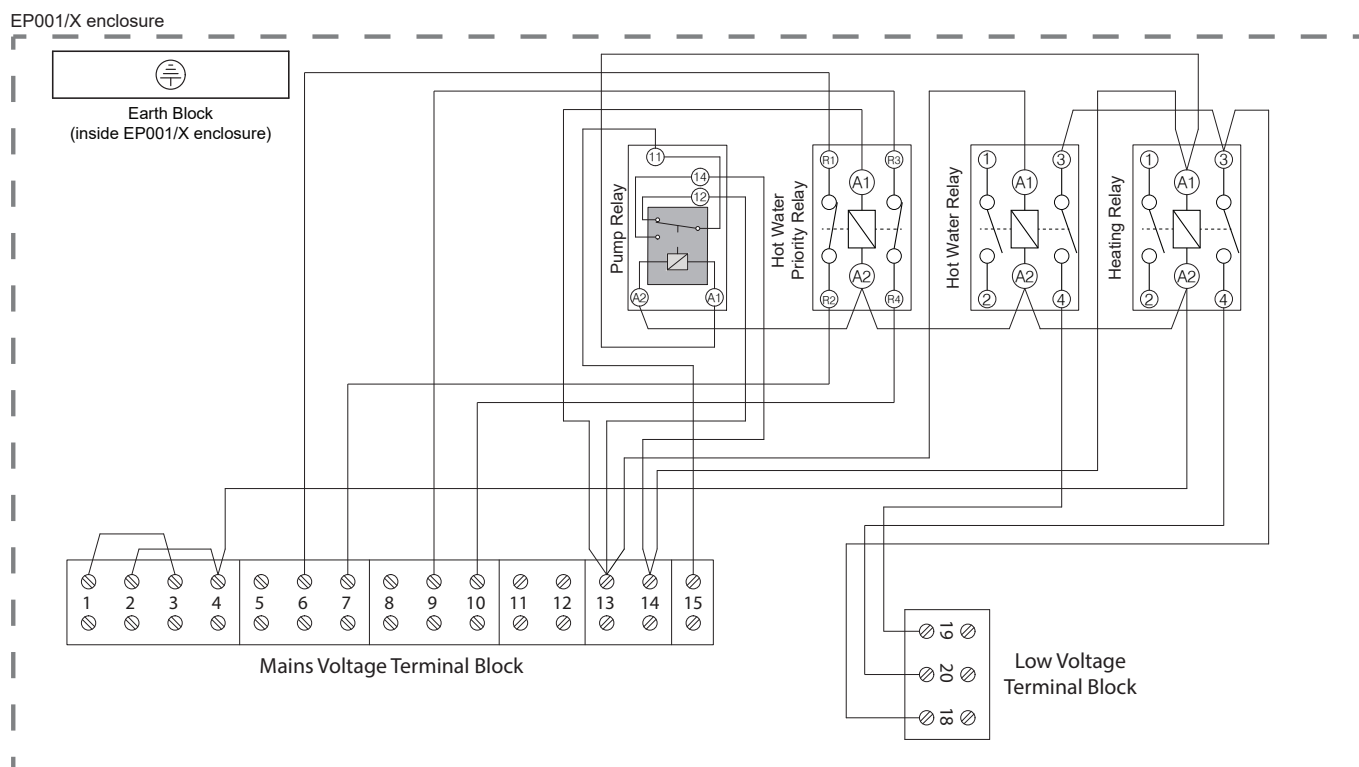 EP001/X enclosure
Earth Block
(inside EP001/X enclosure)
Pump Relay
11
14
12
A2
A1
Hot Water
Priority Relay
R1
R3
A1
A2
R2
R4
Hot Water Relay
1
3
A1
A2
2
4
Heating Relay
1
3
A1
A2
2
4
1 2 3 4 5 6 7 8 9 10 11 12 13 14 15
Mains Voltage Terminal Block
19
20
18
Low Voltage
Terminal Block